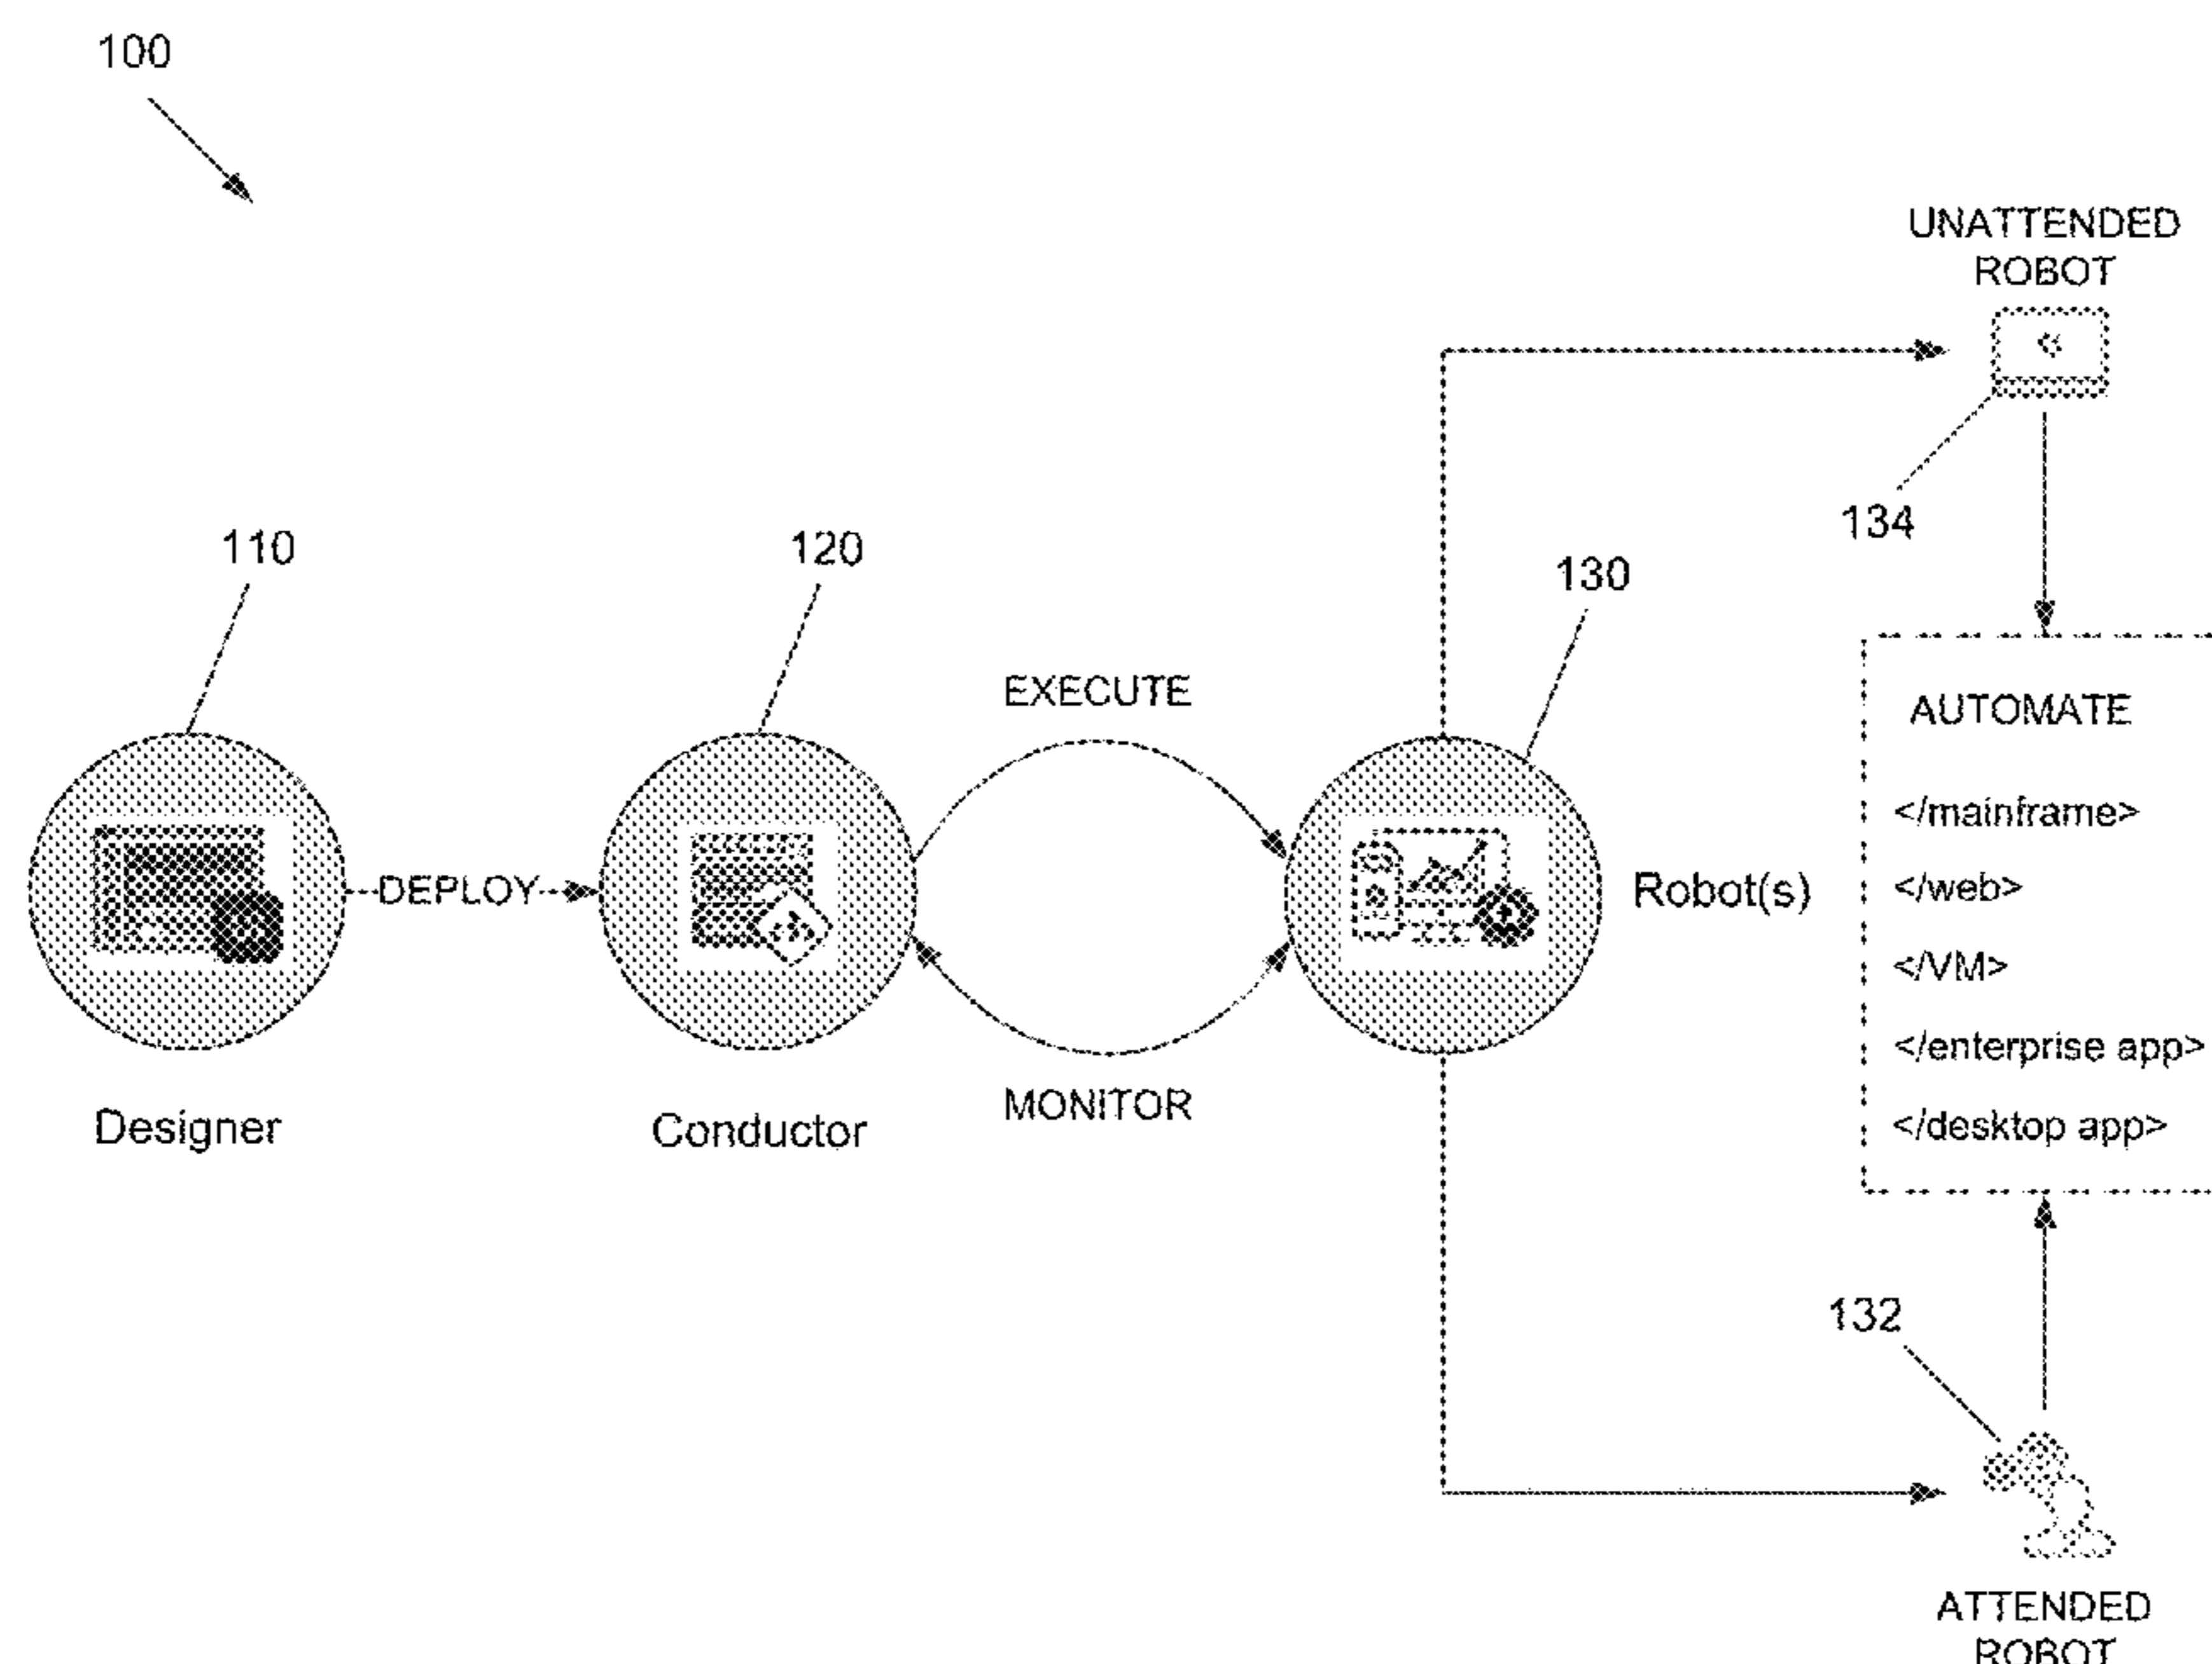 100
UNATTENDED
ROBOT
134
110
120
130
EXECUTE
AUTOMATE
</mainframe>
DEPLOY
Robot(s)
</web>
</VM>
</enterprise app>
MONITOR
Designer
Conductor
</desktop app>
132
ATTENDED
ROBOT